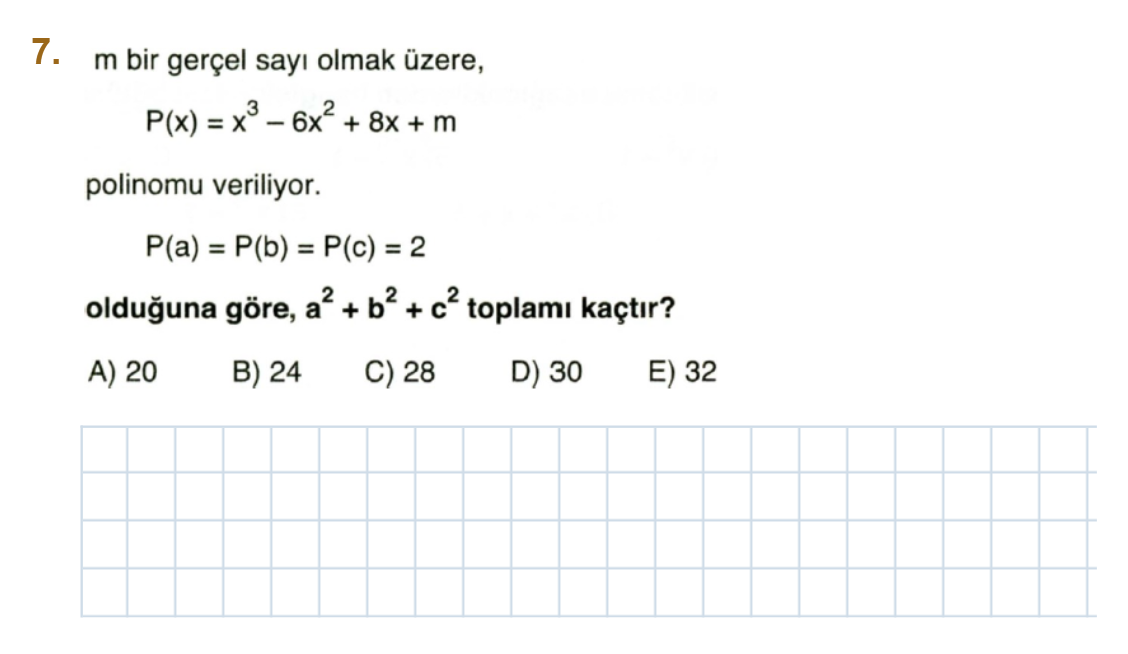 7. m bir gerçel sayı olmak üzere,
P(x) = x³ – 6x² + 8x + m
polinomu veriliyor.
P(a) = P(b) = P(c) = 2
olduğuna göre, a² + b² + c² toplamı kaçtır?
A) 20 B) 24 C) 28 D) 30 E) 32